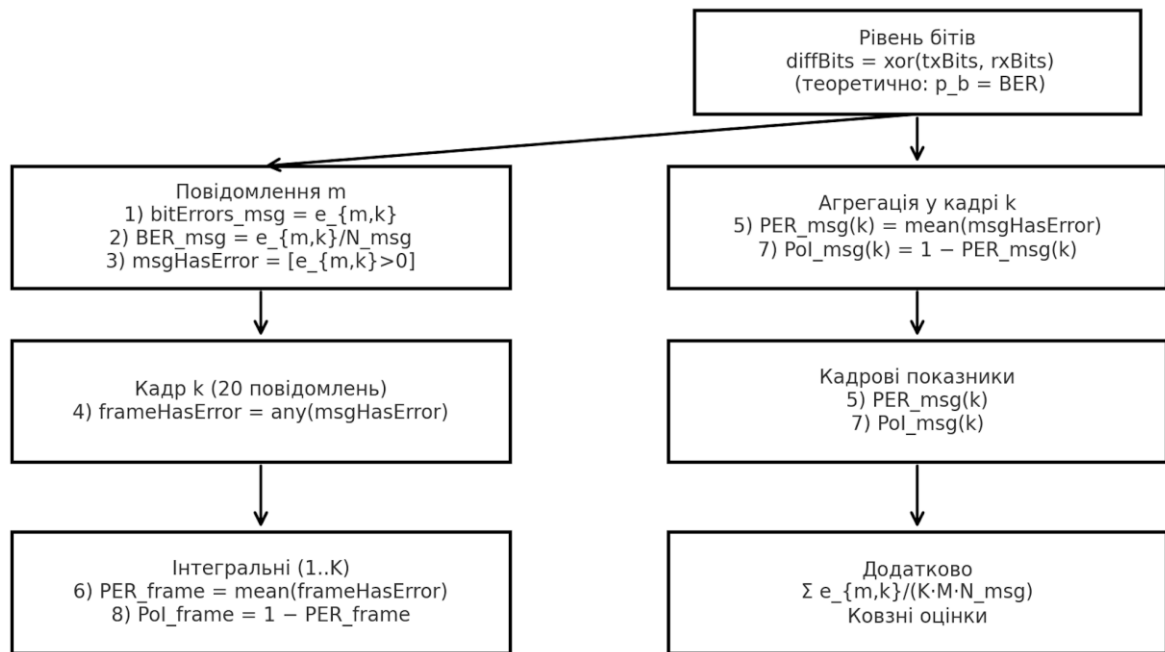 Рівень бітів
diffBits = xor(txBits, rxBits)
(теоретично: p_b = BER)
Повідомлення m
1) bitErrors_msg = e_{m,k}
2) BER_msg = e_{m,k}/N_msg
3) msgHasError = [e_{m,k}>0]
Агрегація у кадрі k
5) PER_msg(k) = mean(msgHasError)
7) PoI_msg(k) = 1 − PER_msg(k)
Кадр k (20 повідомлень)
4) frameHasError = any(msgHasError)
Кадрові показники
5) PER_msg(k)
7) PoI_msg(k)
Інтегральні (1..K)
6) PER_frame = mean(frameHasError)
8) PoI_frame = 1 − PER_frame
Додатково
Σ e_{m,k}/(K·M·N_msg)
Ковзні оцінки